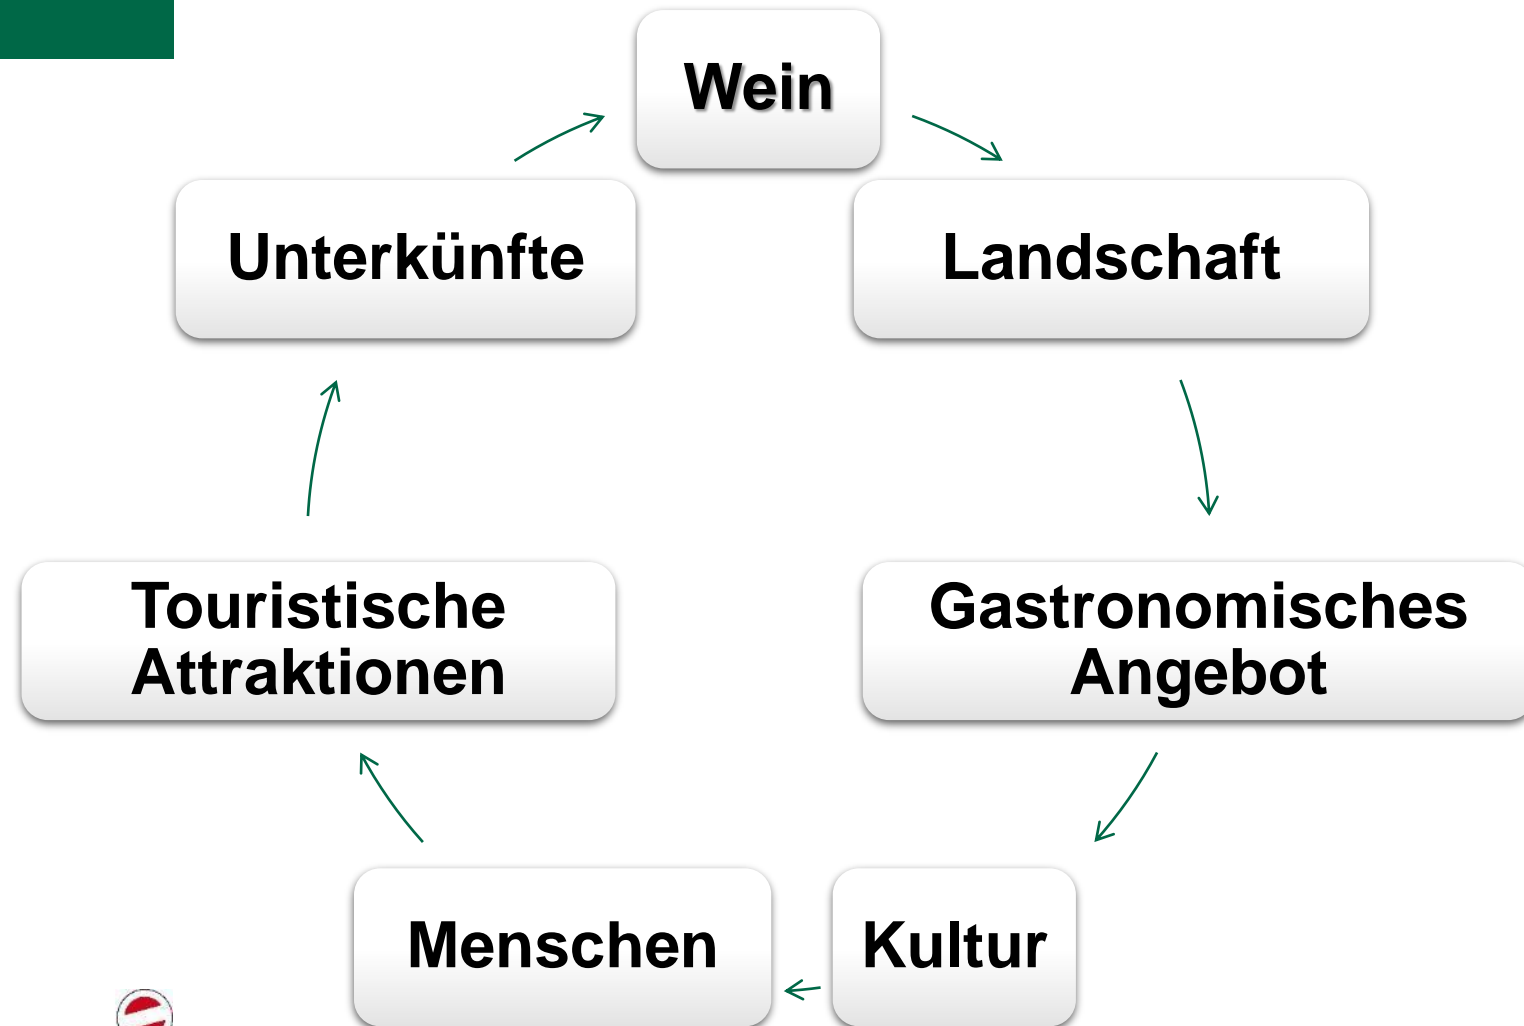 Wein
Landschaft
Gastronomisches
Angebot
Kultur
Menschen
Touristische
Attraktionen
Unterkünfte